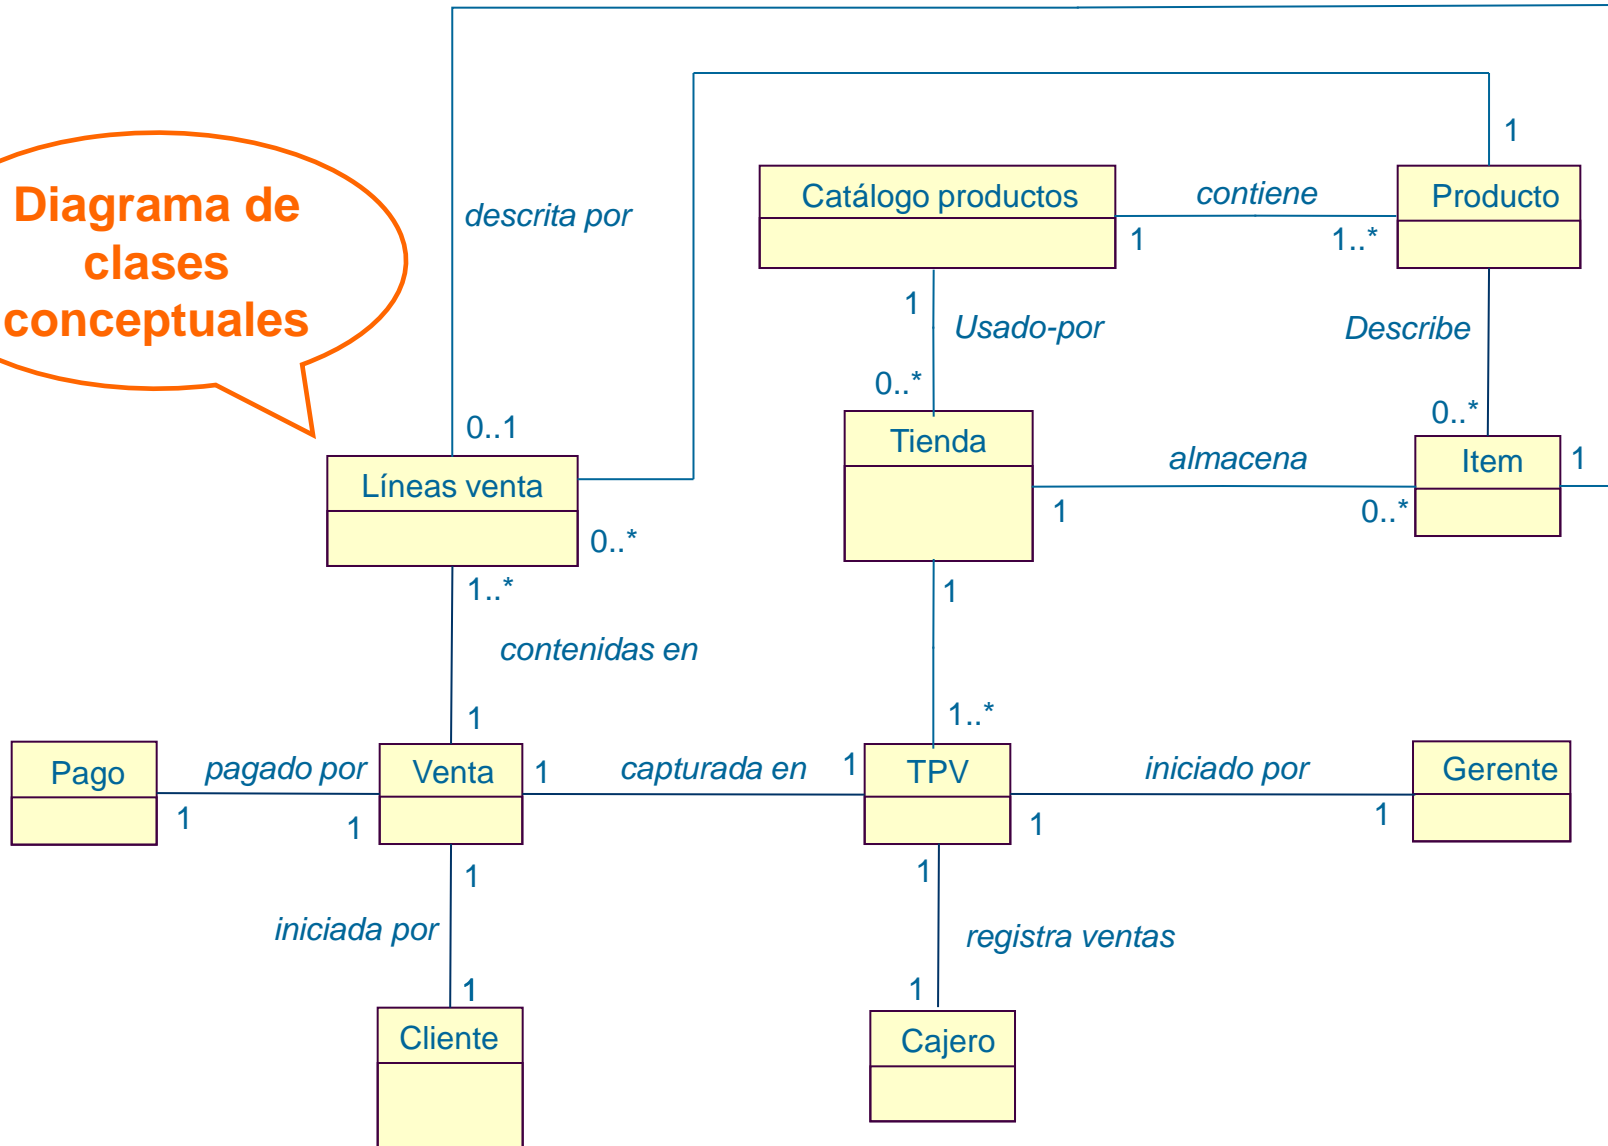 1
Diagrama de
clases
conceptuales
descrita por
Catálogo productos
contiene
Producto
1
1..*
1
Usado-por
Describe
0..*
0..*
0..1
Tienda
almacena
Item
1
Líneas venta
1
0..*
0..*
1..*
1
contenidas en
1
1..*
Pago
pagado por
Venta
1
capturada en
1
TPV
iniciado por
Gerente
1
1
1
1
1
1
iniciada por
registra ventas
1
1
Cliente
Cajero